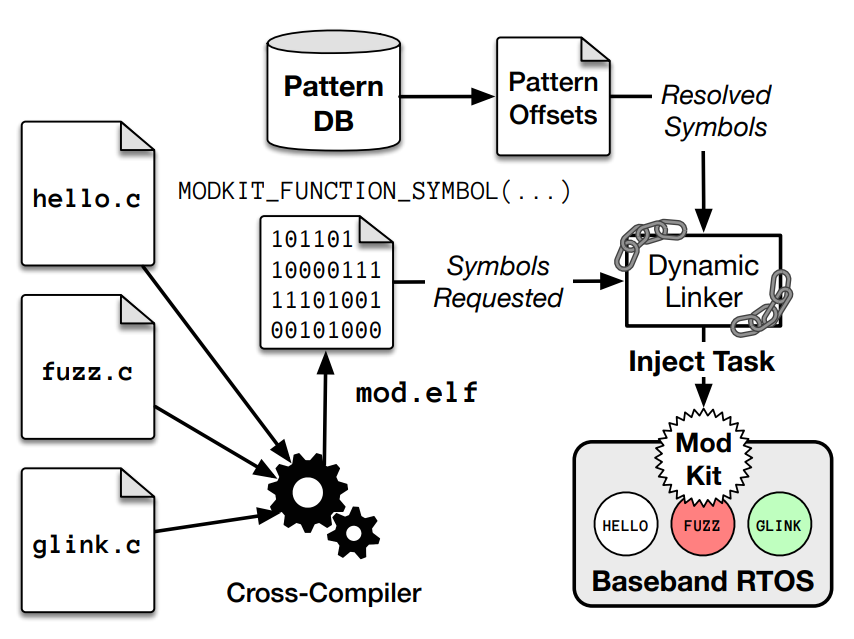 Pattern
DB
Pattern
Offsets
Resolved
Symbols
hello.c
MODKIT_FUNCTION_SYMBOL(...)
101101
10000111
11101001
00101000
Symbols
Requested
Dynamic
Linker
fuzz.c
mod.elf
Inject Task
Mod
Kit
HELLO
FUZZ
GLINK
Baseband RTOS
glink.c
Cross-Compiler